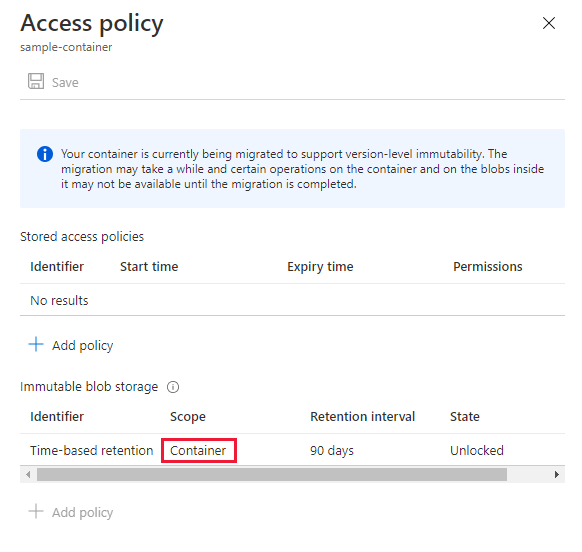 Access policy
sample-container
Save
Your container is currently being migrated to support version-level immutability. The
migration may take a while and certain operations on the container and on the blobs inside
it may not be available until the migration is completed.
Stored access policies
Identifier Start time Expiry time Permissions
No results
Add policy
Immutable blob storage
Identifier Scope Retention interval State
Time-based retention Container 90 days Unlocked
Add policy